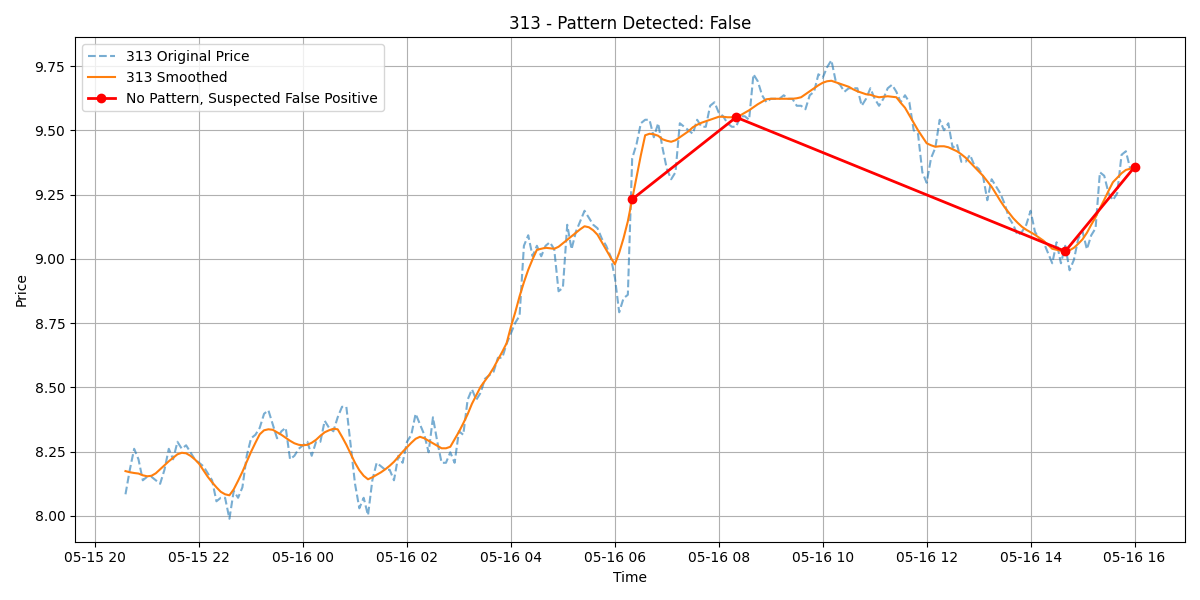 313 - Pattern Detected: False
313 Original Price
313 Smoothed
No Pattern, Suspected False Positive
Price
9.75
9.50
9.25
9.00
8.75
8.50
8.25
8.00
05-15 20 05-15 22 05-16 00 05-16 02 05-16 04 05-16 06 05-16 08 05-16 10 05-16 12 05-16 14 05-16 16
Time